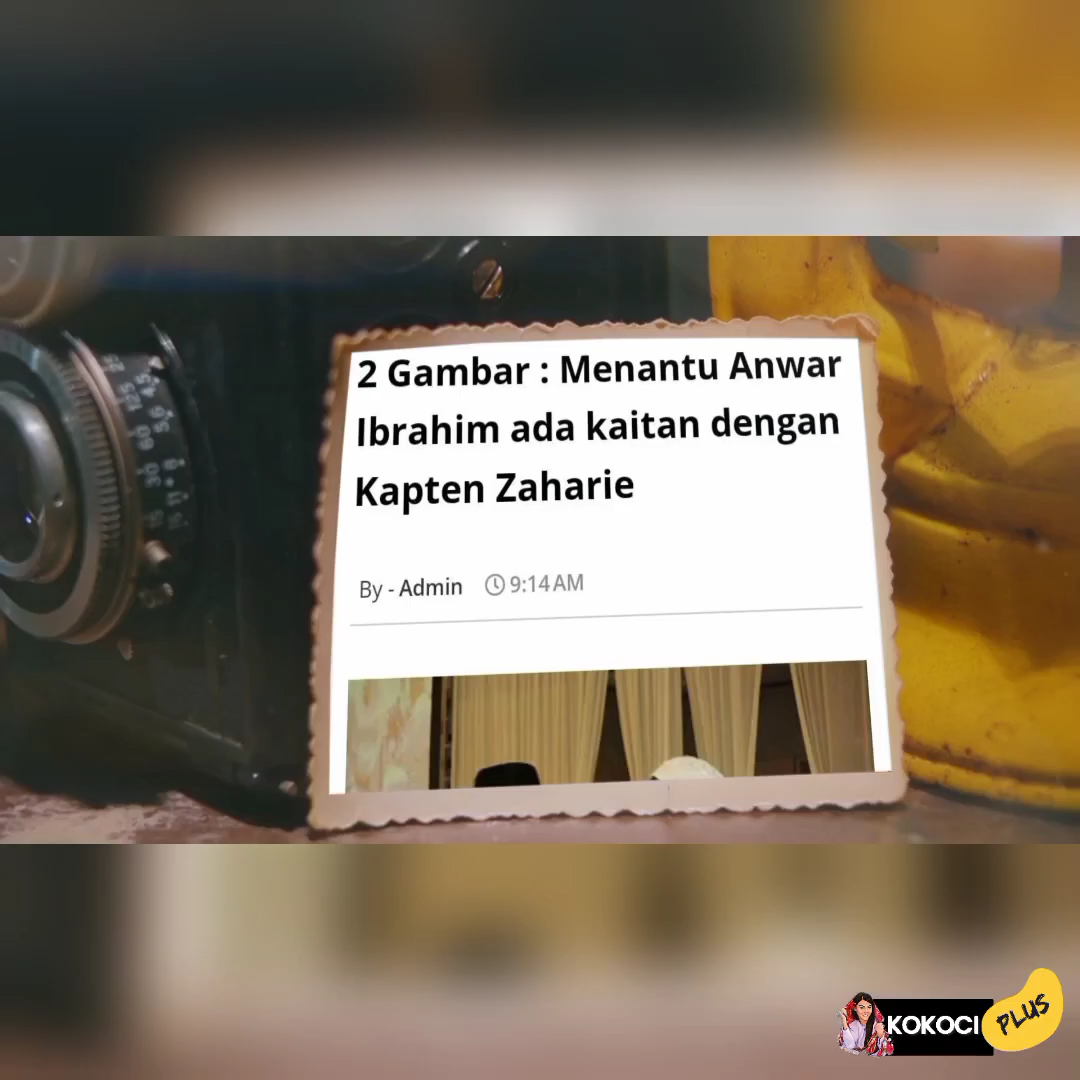 2 Gambar : Menantu Anwar
Ibrahim ada kaitan dengan
Kapten Zaharie
By - Admin 9:14 AM
KOKOCI PLUS